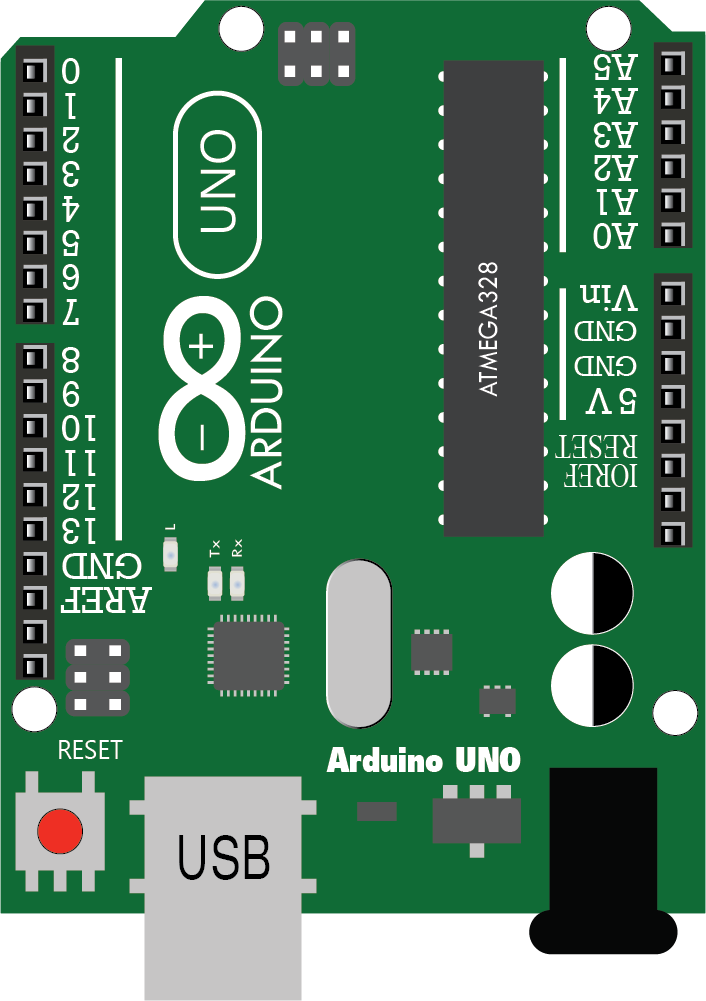 0
1
2
3
4
5
6
7
8
9
10
11
12
13
GND
AREF
UNO
ARDUINO
+
−
ATMEGA328
A5
A4
A3
A2
A1
A0
Vin
GND
GND
5 V
RESET
IOREF
L
Tx
Rx
RESET
Arduino UNO
USB